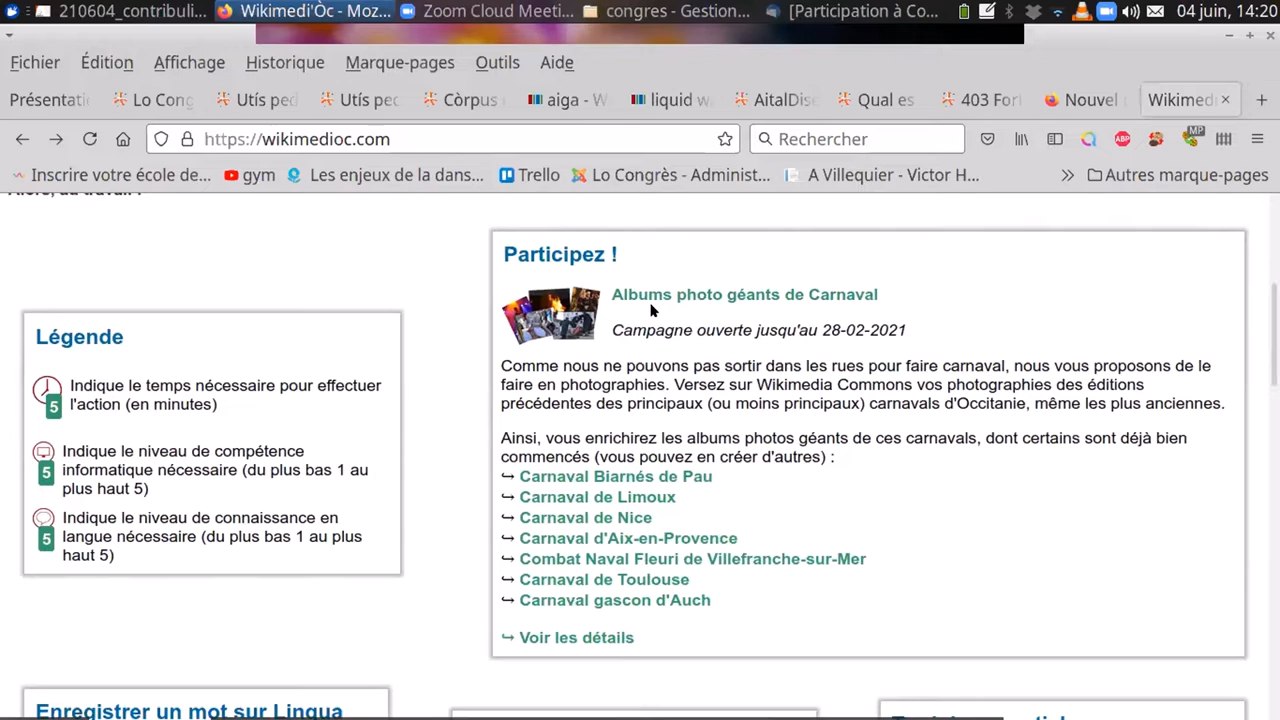 210604_contribuli... Wikimedi'Òc - Moz... Zoom Cloud Meeti... congres - Gestion... [Participation à Co... 04 juin, 14:20
Fichier Édition Affichage Historique Marque-pages Outils Aide
Présentati Lo Cong Utís ped Utís ped Còrpus aiga - W liquid w AitalDise Qual es 403 Forl Nouvel Wikimed
https://wikimedioc.com Rechercher MP ABP
Inscrire votre école de... gym Les enjeux de la dans... Trello Lo Congrès - Administ... A Villequier - Victor H... Autres marque-pages
Participez !
Albums photo géants de Carnaval
Campagne ouverte jusqu'au 28-02-2021
Comme nous ne pouvons pas sortir dans les rues pour faire carnaval, nous vous proposons de le
faire en photographies. Versez sur Wikimedia Commons vos photographies des éditions
précédentes des principaux (ou moins principaux) carnavals d'Occitanie, même les plus anciennes.
Ainsi, vous enrichirez les albums photos géants de ces carnavals, dont certains sont déjà bien
commencés (vous pouvez en créer d'autres) :
↪ Carnaval Biarnés de Pau
↪ Carnaval de Limoux
↪ Carnaval de Nice
↪ Carnaval d'Aix-en-Provence
↪ Combat Naval Fleuri de Villefranche-sur-Mer
↪ Carnaval de Toulouse
↪ Carnaval gascon d'Auch
↪ Voir les détails
Légende
5 Indique le temps nécessaire pour effectuer
l'action (en minutes)
5 Indique le niveau de compétence
informatique nécessaire (du plus bas 1 au
plus haut 5)
5 Indique le niveau de connaissance en
langue nécessaire (du plus bas 1 au plus
haut 5)
Enregistrer un mot sur Lingua